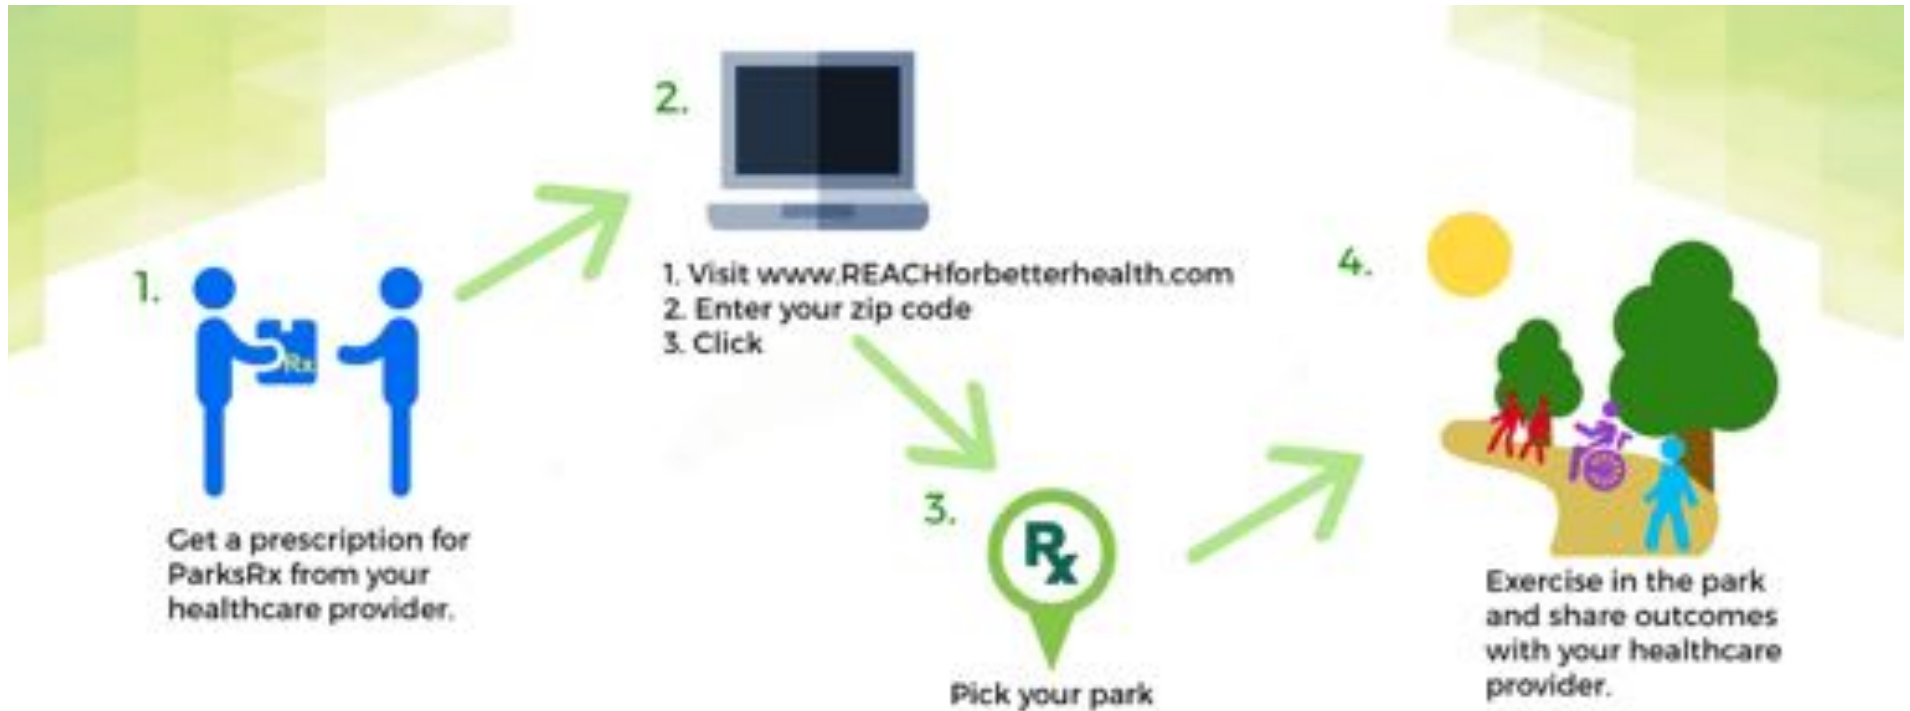 1.
Rx
Get a prescription for
ParksRx from your
healthcare provider.
2.
1. Visit www.REACHforbetterhealth.com
2. Enter your zip code
3. Click
3.
Rx
Pick your park
4.
Exercise in the park
and share outcomes
with your healthcare
provider.